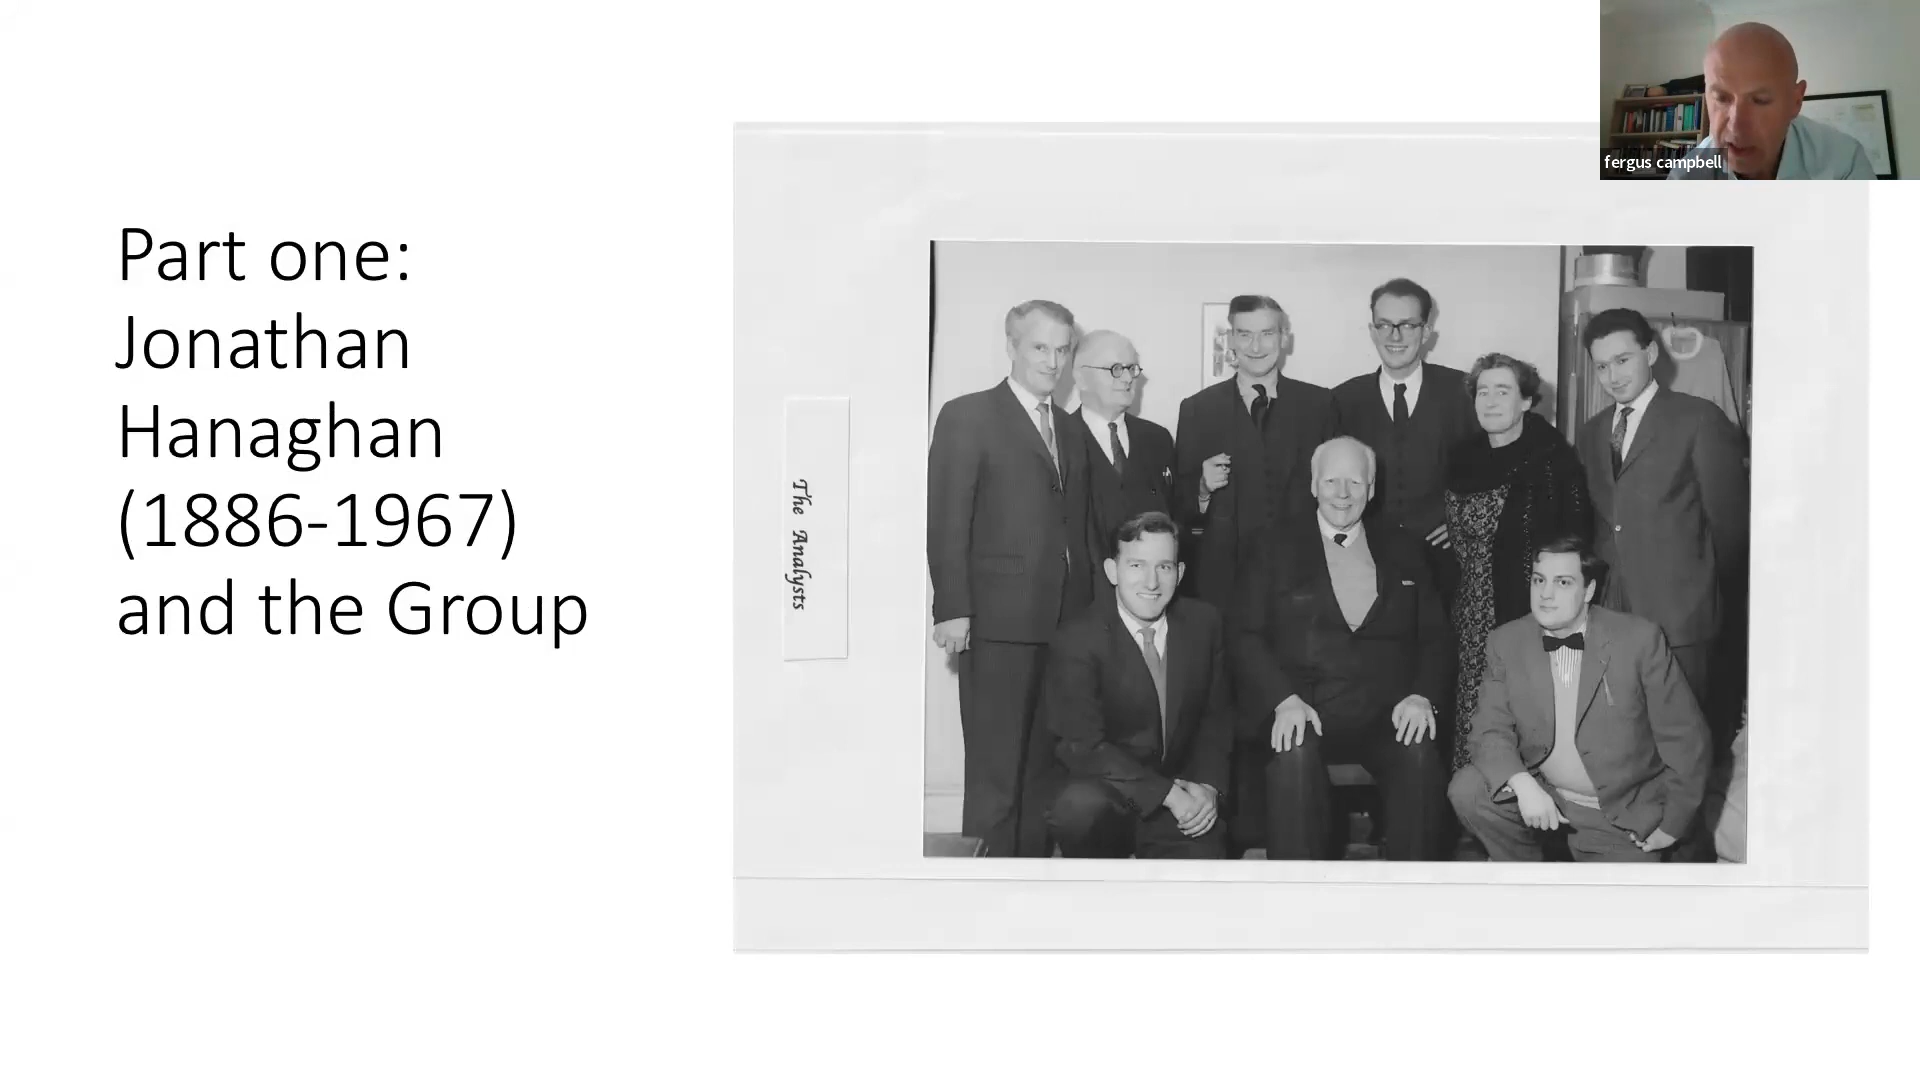 Part one:
Jonathan
Hanaghan
(1886-1967)
and the Group
The Analysts
fergus campbell